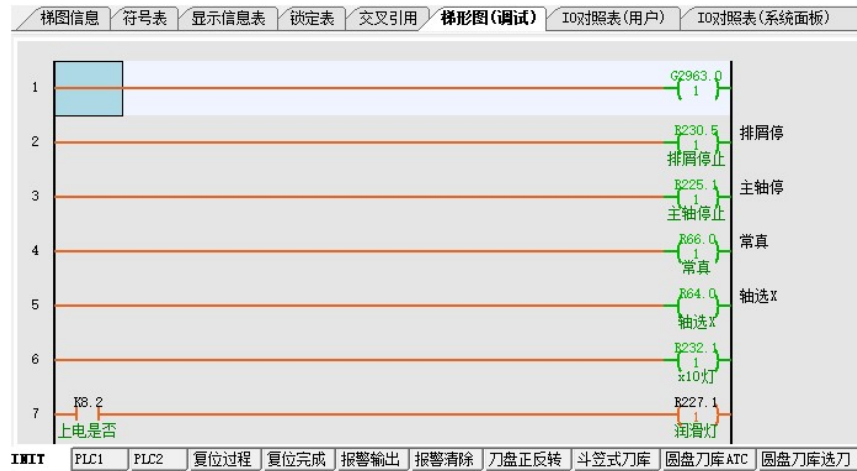 梯图信息 符号表 显示信息表 锁定表 交叉引用 梯形图(调试) IO对照表(用户) IO对照表(系统面板)
G2963.0
1 1
R230.5 排屑停
2 1
排屑停止
R225.1 主轴停
3 1
主轴停止
R66.0 常真
4 1
常真
R64.0 轴选X
5 1
轴选X
R232.1
6 1
x10灯
K8.2 R227.1
7 1
上电是否 润滑灯
INIT PLC1 PLC2 复位过程 复位完成 报警输出 报警清除 刀盘正反转 斗笠式刀库 圆盘刀库ATC 圆盘刀库选刀